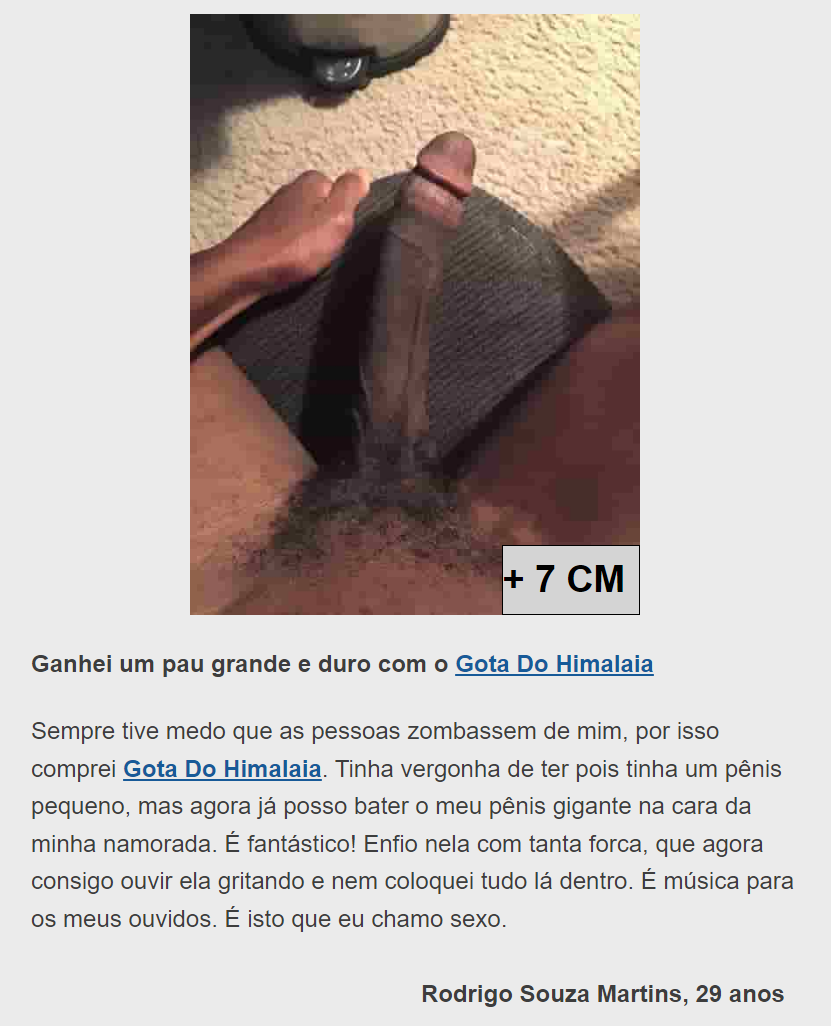 + 7 CM
Ganhei um pau grande e duro com o Gota Do Himalaia
Sempre tive medo que as pessoas zombassem de mim, por isso
comprei Gota Do Himalaia. Tinha vergonha de ter pois tinha um pênis
pequeno, mas agora já posso bater o meu pênis gigante na cara da
minha namorada. É fantástico! Enfio nela com tanta forca, que agora
consigo ouvir ela gritando e nem coloquei tudo lá dentro. É música para
os meus ouvidos. É isto que eu chamo sexo.
Rodrigo Souza Martins, 29 anos